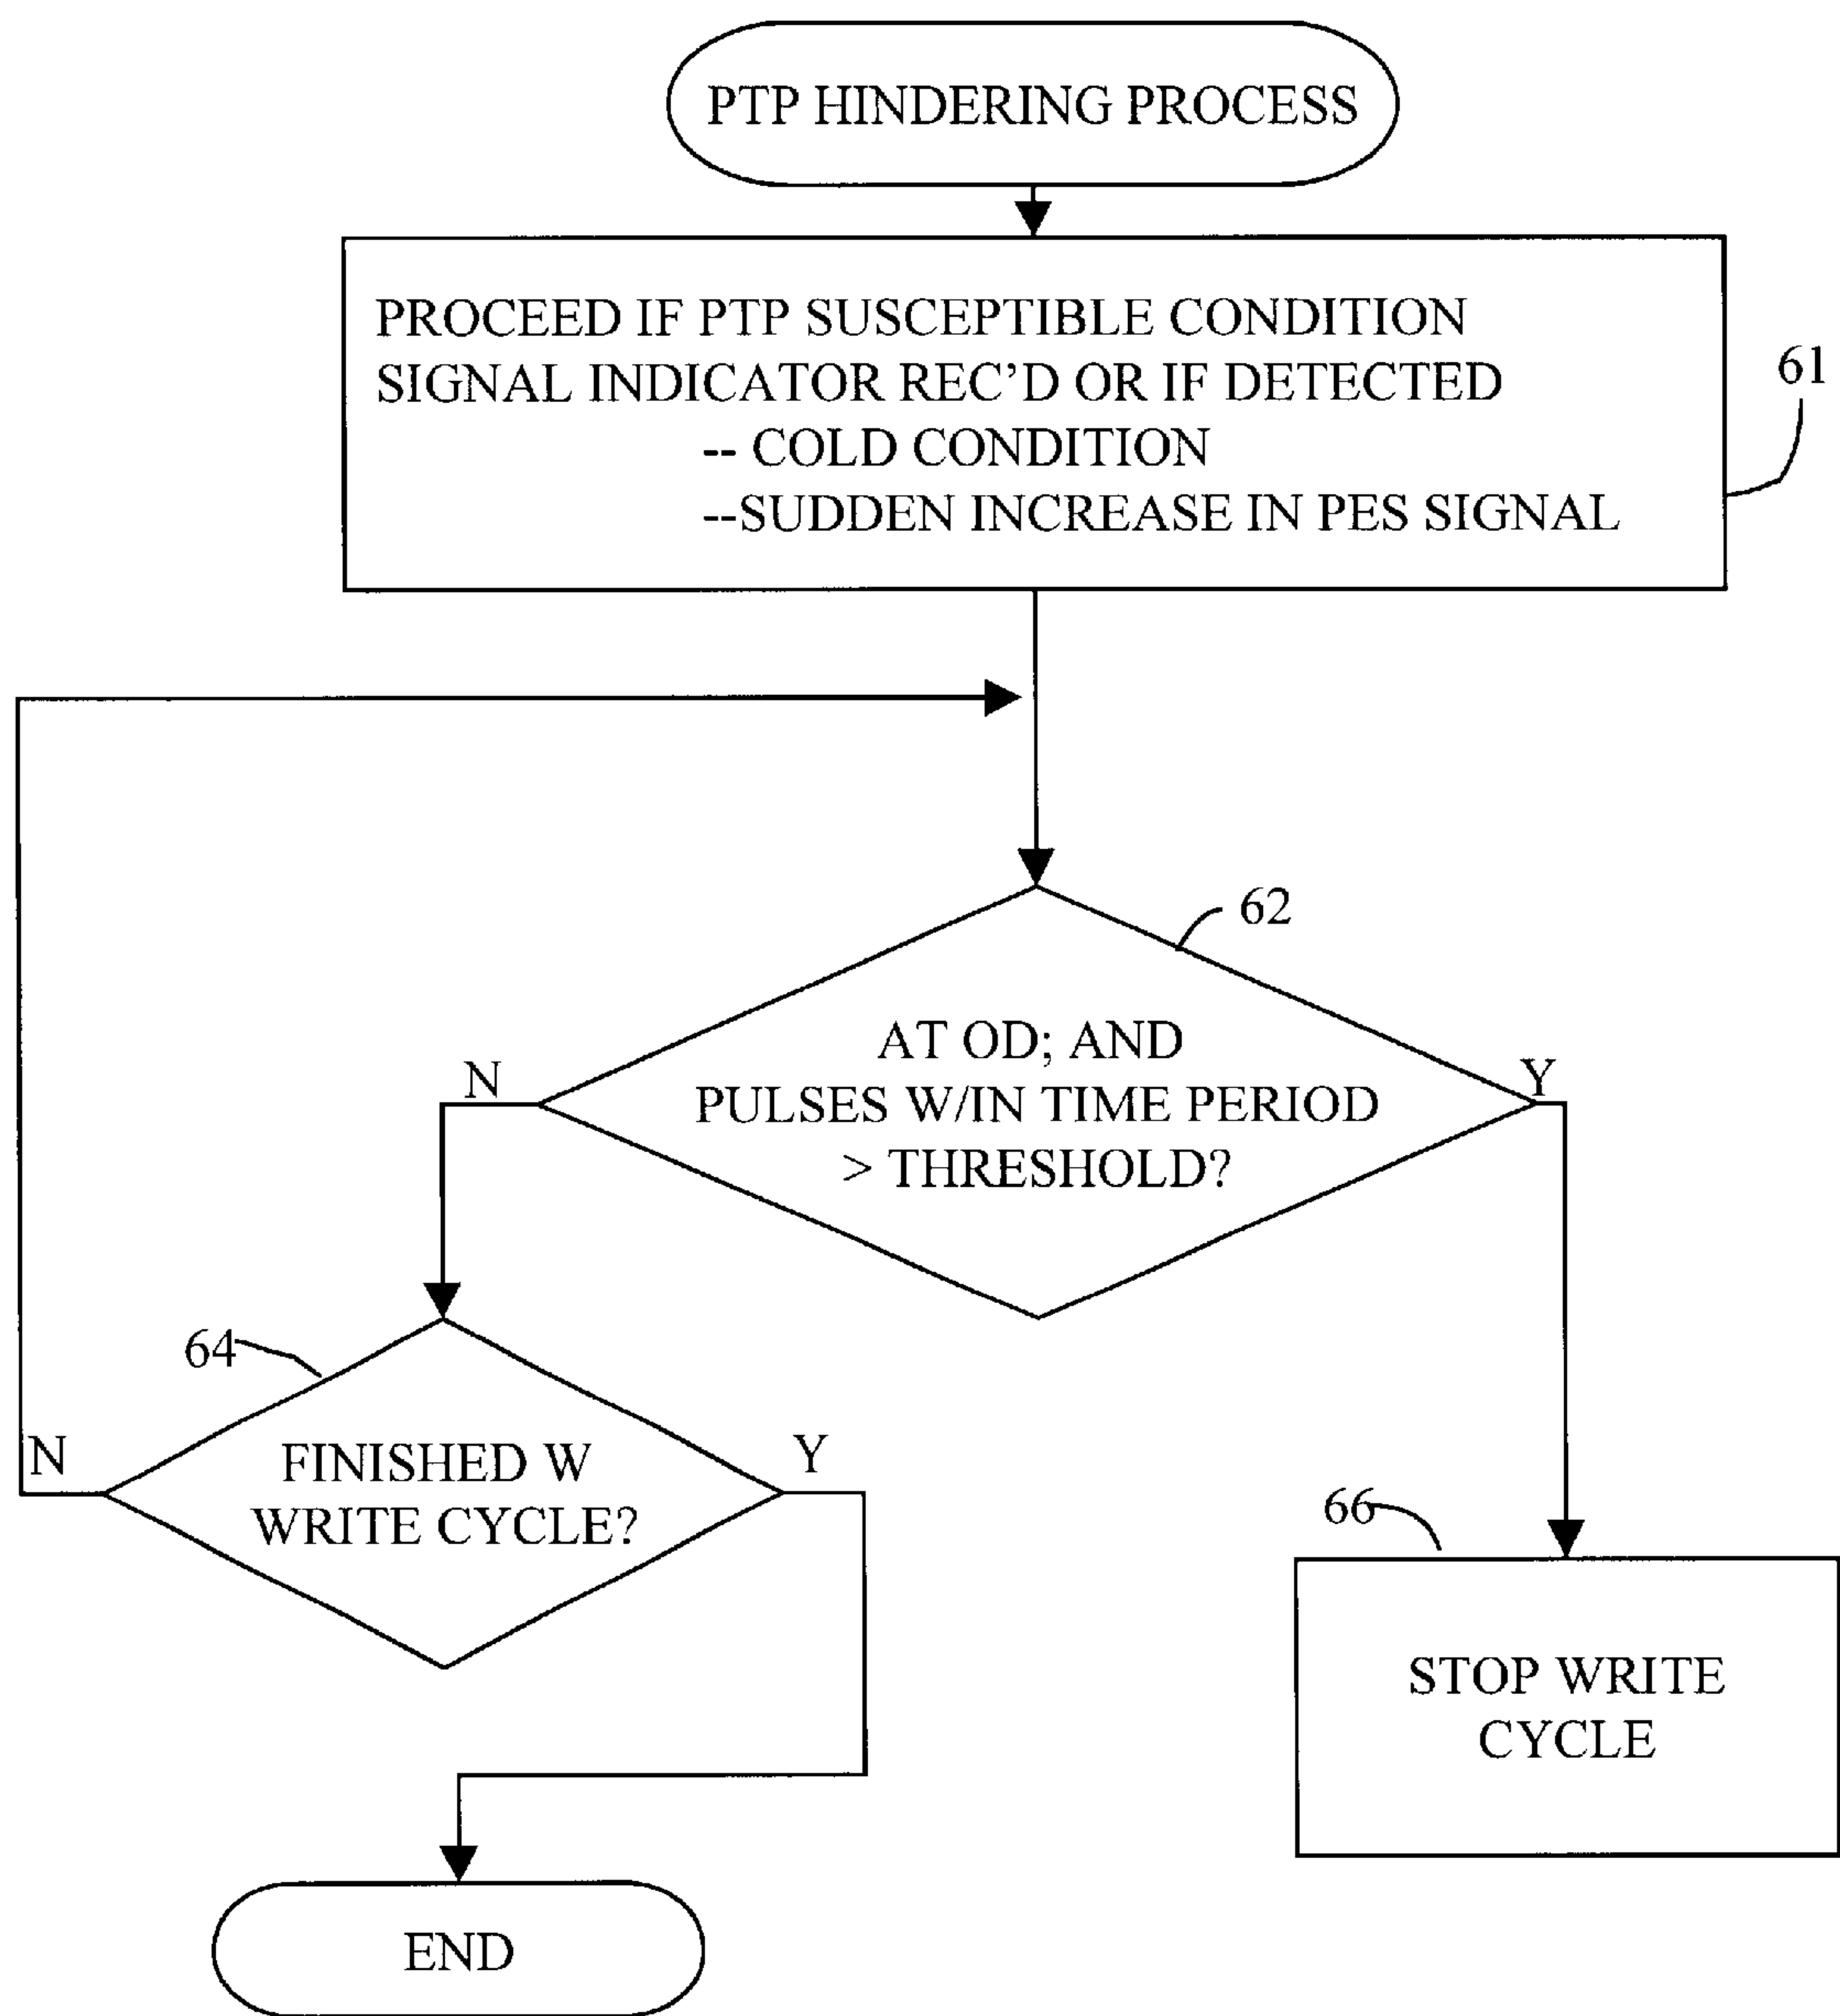 PTP HINDERING PROCESS
PROCEED IF PTP SUSCEPTIBLE CONDITION
SIGNAL INDICATOR REC’D OR IF DETECTED
-- COLD CONDITION
--SUDDEN INCREASE IN PES SIGNAL
61
62
AT OD; AND
PULSES W/IN TIME PERIOD
> THRESHOLD?
N
Y
64
FINISHED W
WRITE CYCLE?
N
Y
66
STOP WRITE
CYCLE
END